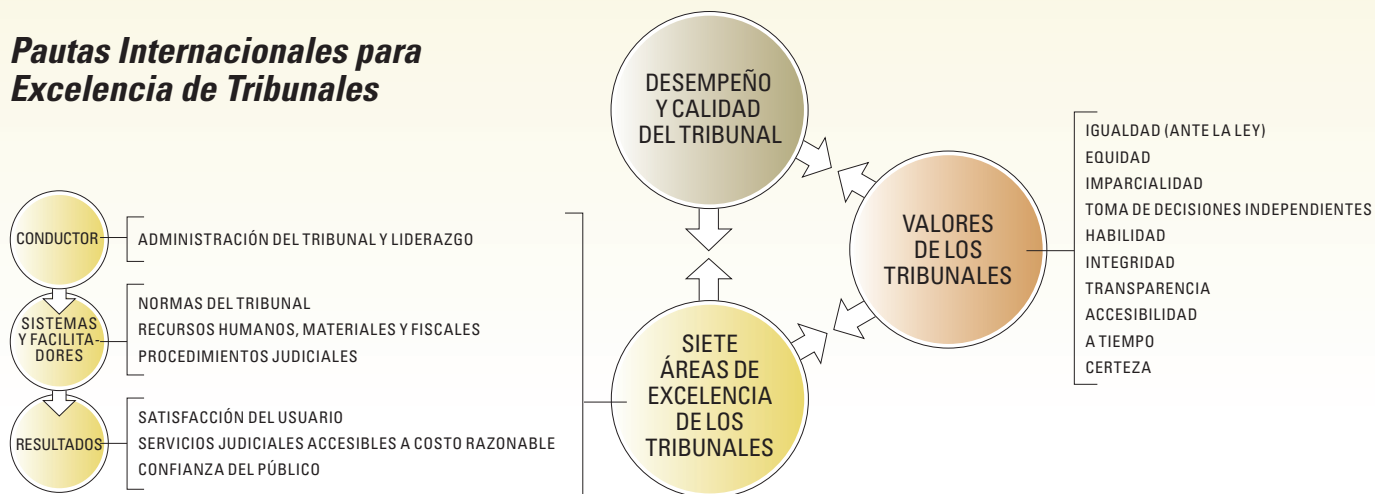 Pautas Internacionales para
Excelencia de Tribunales
CONDUCTOR
ADMINISTRACIÓN DEL TRIBUNAL Y LIDERAZGO
SISTEMAS
Y FACILITA-
DORES
NORMAS DEL TRIBUNAL
RECURSOS HUMANOS, MATERIALES Y FISCALES
PROCEDIMIENTOS JUDICIALES
RESULTADOS
SATISFACCIÓN DEL USUARIO
SERVICIOS JUDICIALES ACCESIBLES A COSTO RAZONABLE
CONFIANZA DEL PÚBLICO
DESEMPEÑO
Y CALIDAD
DEL TRIBUNAL
SIETE
ÁREAS DE
EXCELENCIA
DE LOS
TRIBUNALES
VALORES
DE LOS
TRIBUNALES
IGUALDAD (ANTE LA LEY)
EQUIDAD
IMPARCIALIDAD
TOMA DE DECISIONES INDEPENDIENTES
HABILIDAD
INTEGRIDAD
TRANSPARENCIA
ACCESIBILIDAD
A TIEMPO
CERTEZA